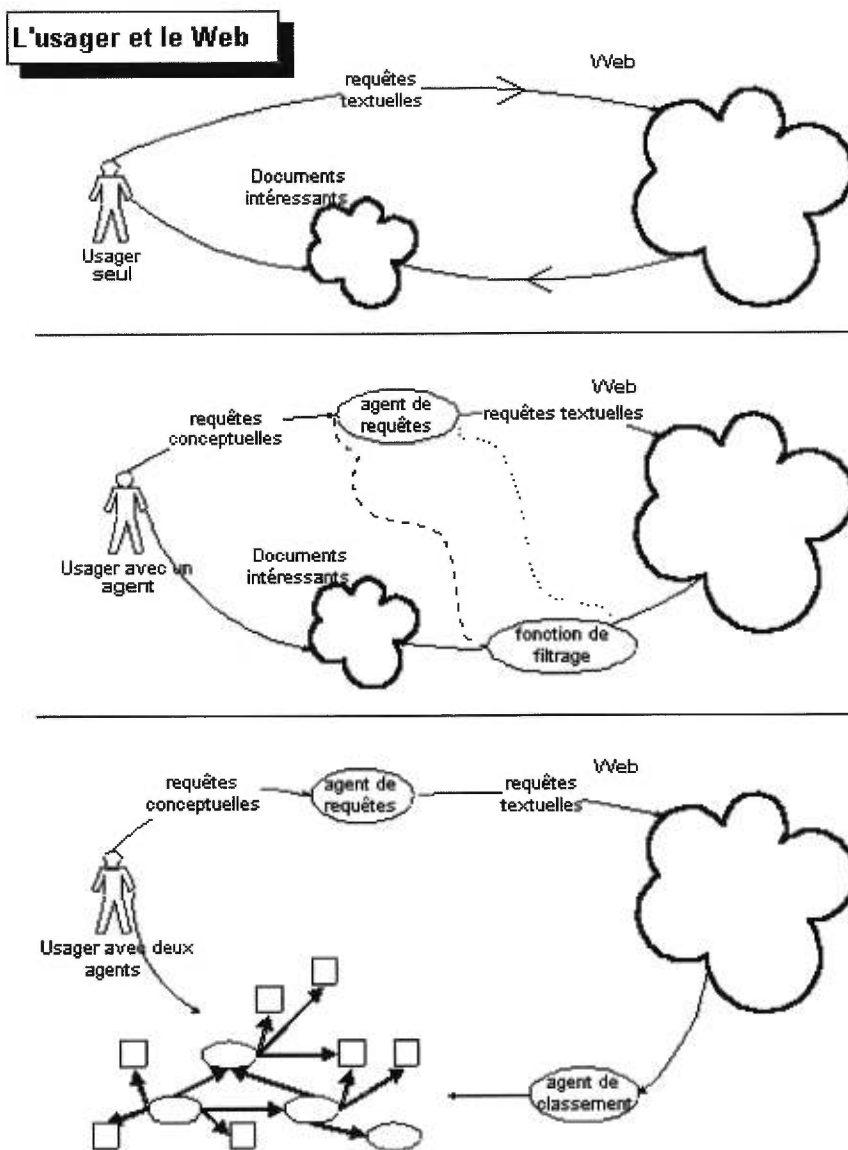 L'usager et le Web
Web
requêtes
textuelles
Documents
intéressants
Usager
seul
Web
agent de
requêtes
requêtes textuelles
requêtes
conceptuelles
Usager avec un
agent
Documents
intéressants
fonction de
filtrage
Web
requêtes
conceptuelles
agent de
requêtes
requêtes
textuelles
Usager avec deux
agents
agent de
classement